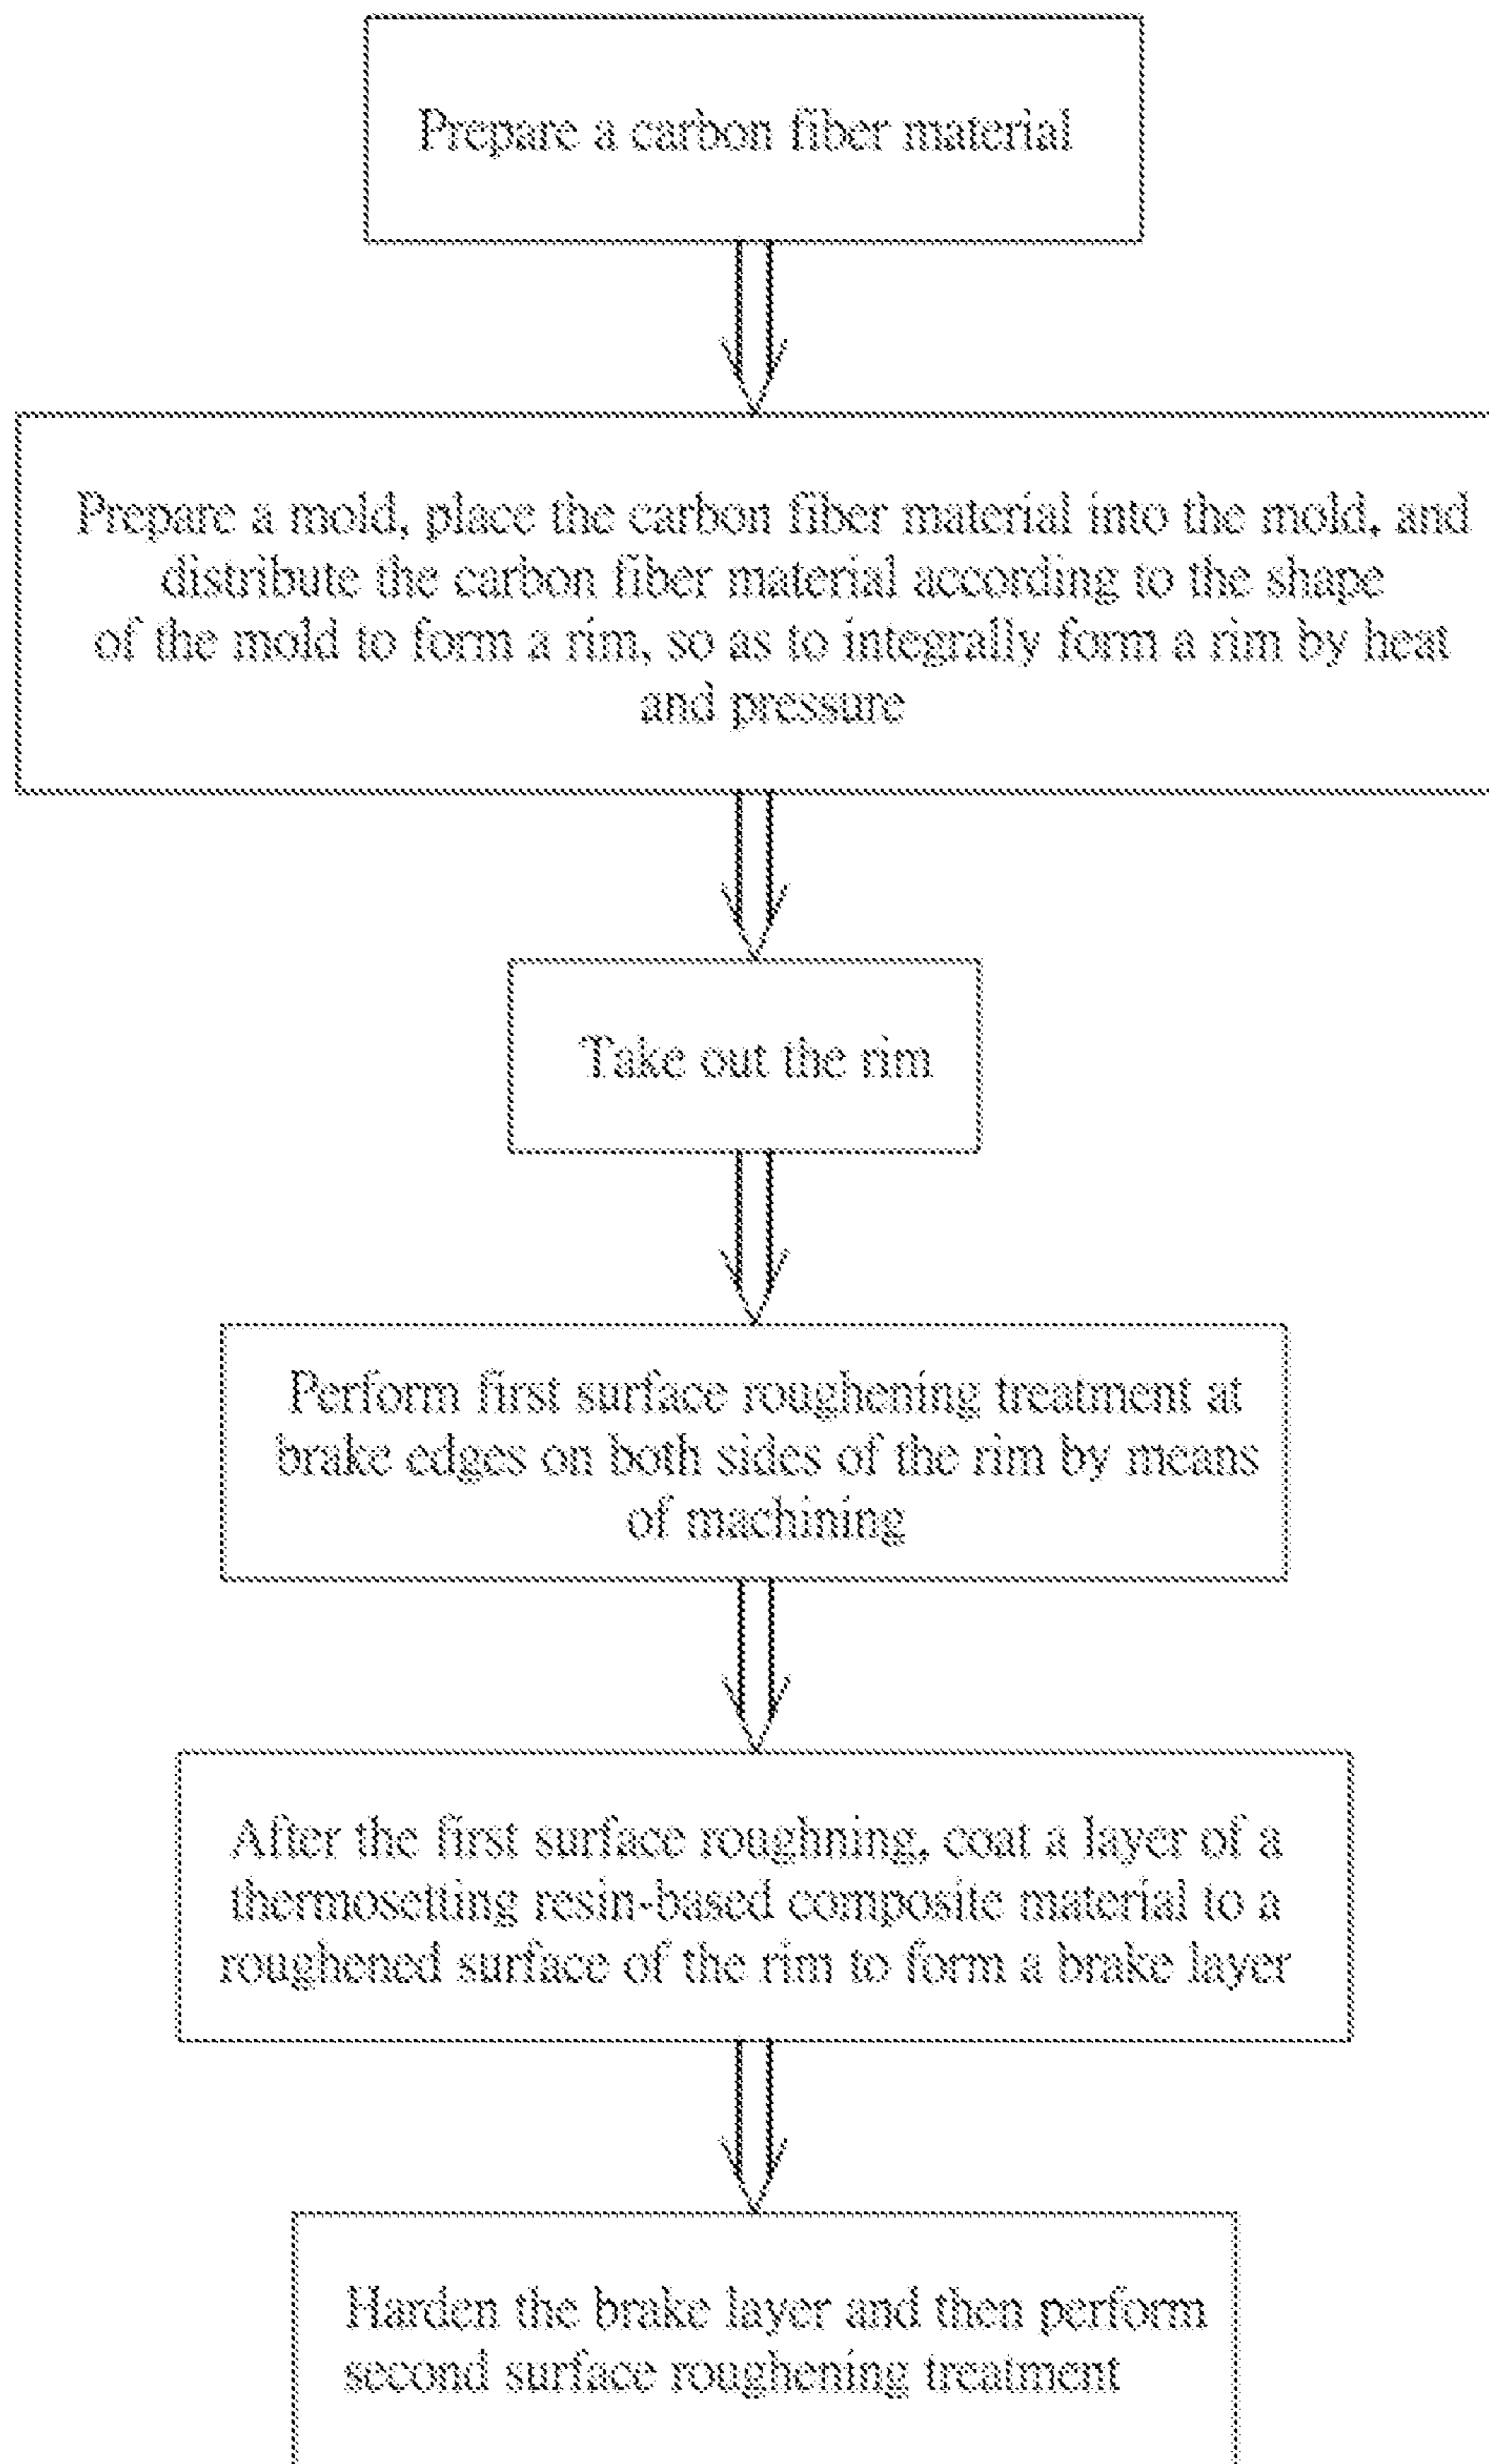 Prepare a carbon fiber material
Prepare a mold, place the carbon fiber material into the mold, and
distribute the carbon fiber material according to the shape
of the mold to form a rim, so as to integrally form a rim by heat
and pressure
Take out the rim
Perform first surface roughening treatment at
brake edges on both sides of the rim by means
of machining
After the first surface roughning, coat a layer of a
thermosetting resin-based composite material to a
roughened surface of the rim to form a brake layer
Harden the brake layer and then perform
second surface roughening treatment